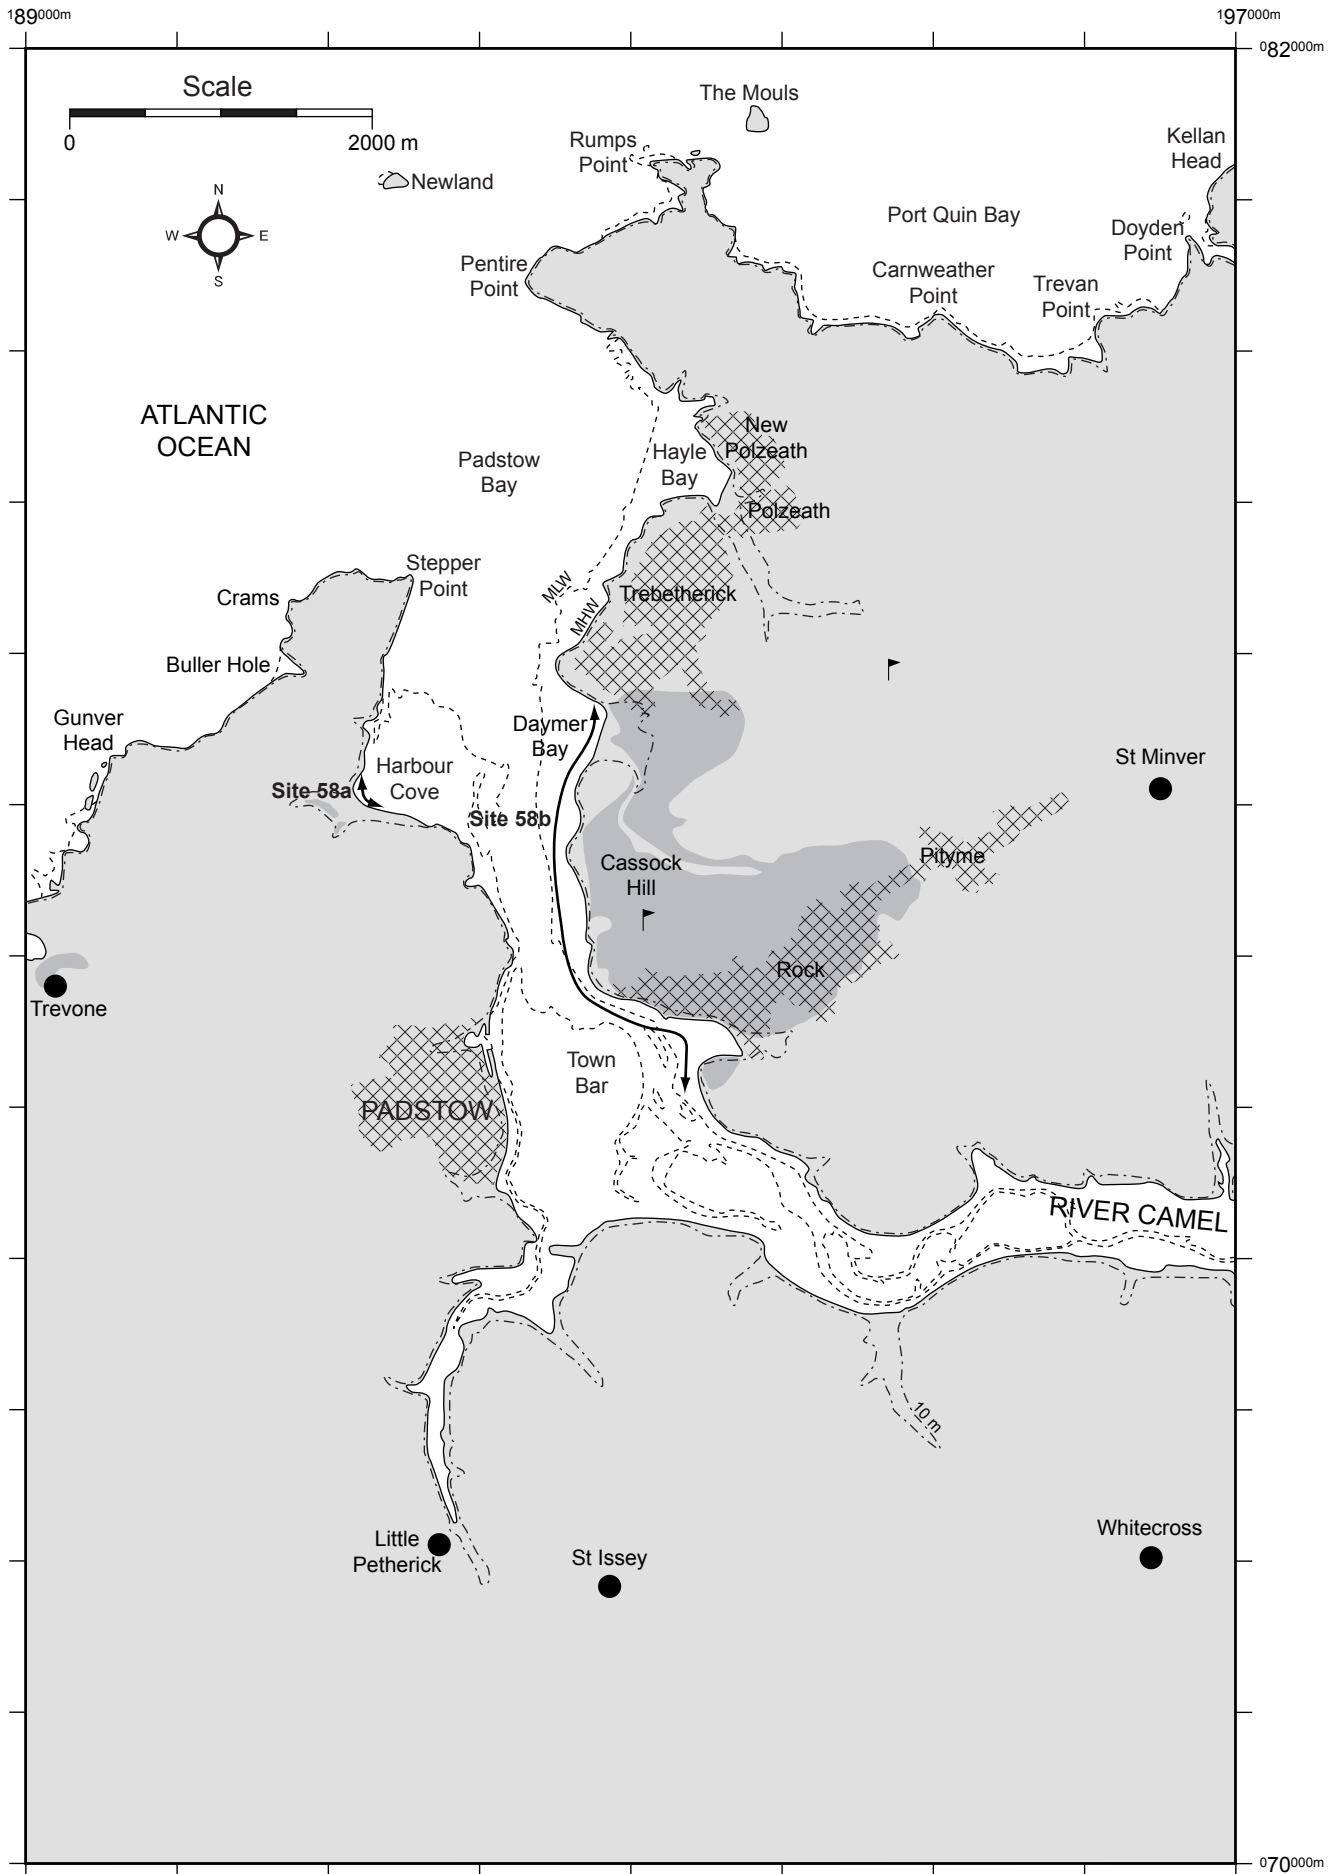 189000m
197000m
082000m
Scale
0
2000 m
The Mouls
Rumps
Point
Kellan
Head
Newland
N
W
E
S
Port Quin Bay
Doyden
Point
Pentire
Point
Carnweather
Point
Trevan
Point
ATLANTIC
OCEAN
New
Polzeath
Hayle
Bay
Padstow
Bay
Polzeath
Stepper
Point
Crams
MLW
MHW
Trebetherick
Buller Hole
Gunver
Head
Daymer
Bay
St Minver
Harbour
Cove
Site 58a
Site 58b
Cassock
Hill
Pityme
Rock
Trevone
Town
Bar
PADSTOW
RIVER CAMEL
10 m
Little
Petherick
St Issey
Whitecross
070000m